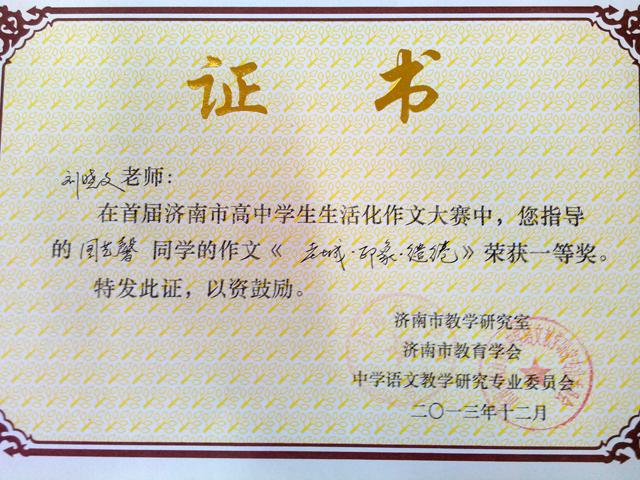 证 书
刘晓文老师：
在首届济南市高中学生生活化作文大赛中，您指导
的周志馨同学的作文《老城·印象·缱绻》荣获一等奖。
特发此证，以资鼓励。
济南市教学研究室
济南市教育学会
中学语文教学研究专业委员会
二〇一三年十二月